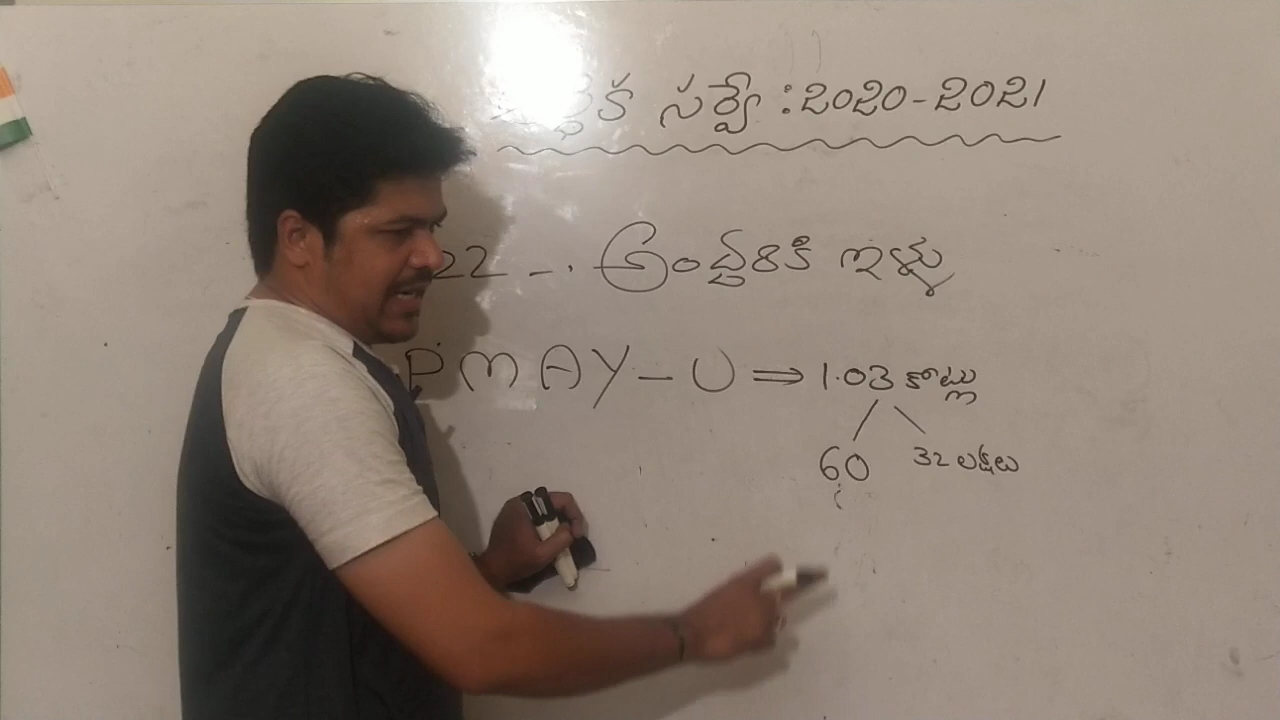 సర్వే : 2020-2021
22 - . అందరికి ఇళ్ళు
PMAY - U ⇒ 1.03 కోట్లు
60 32 లక్షలు